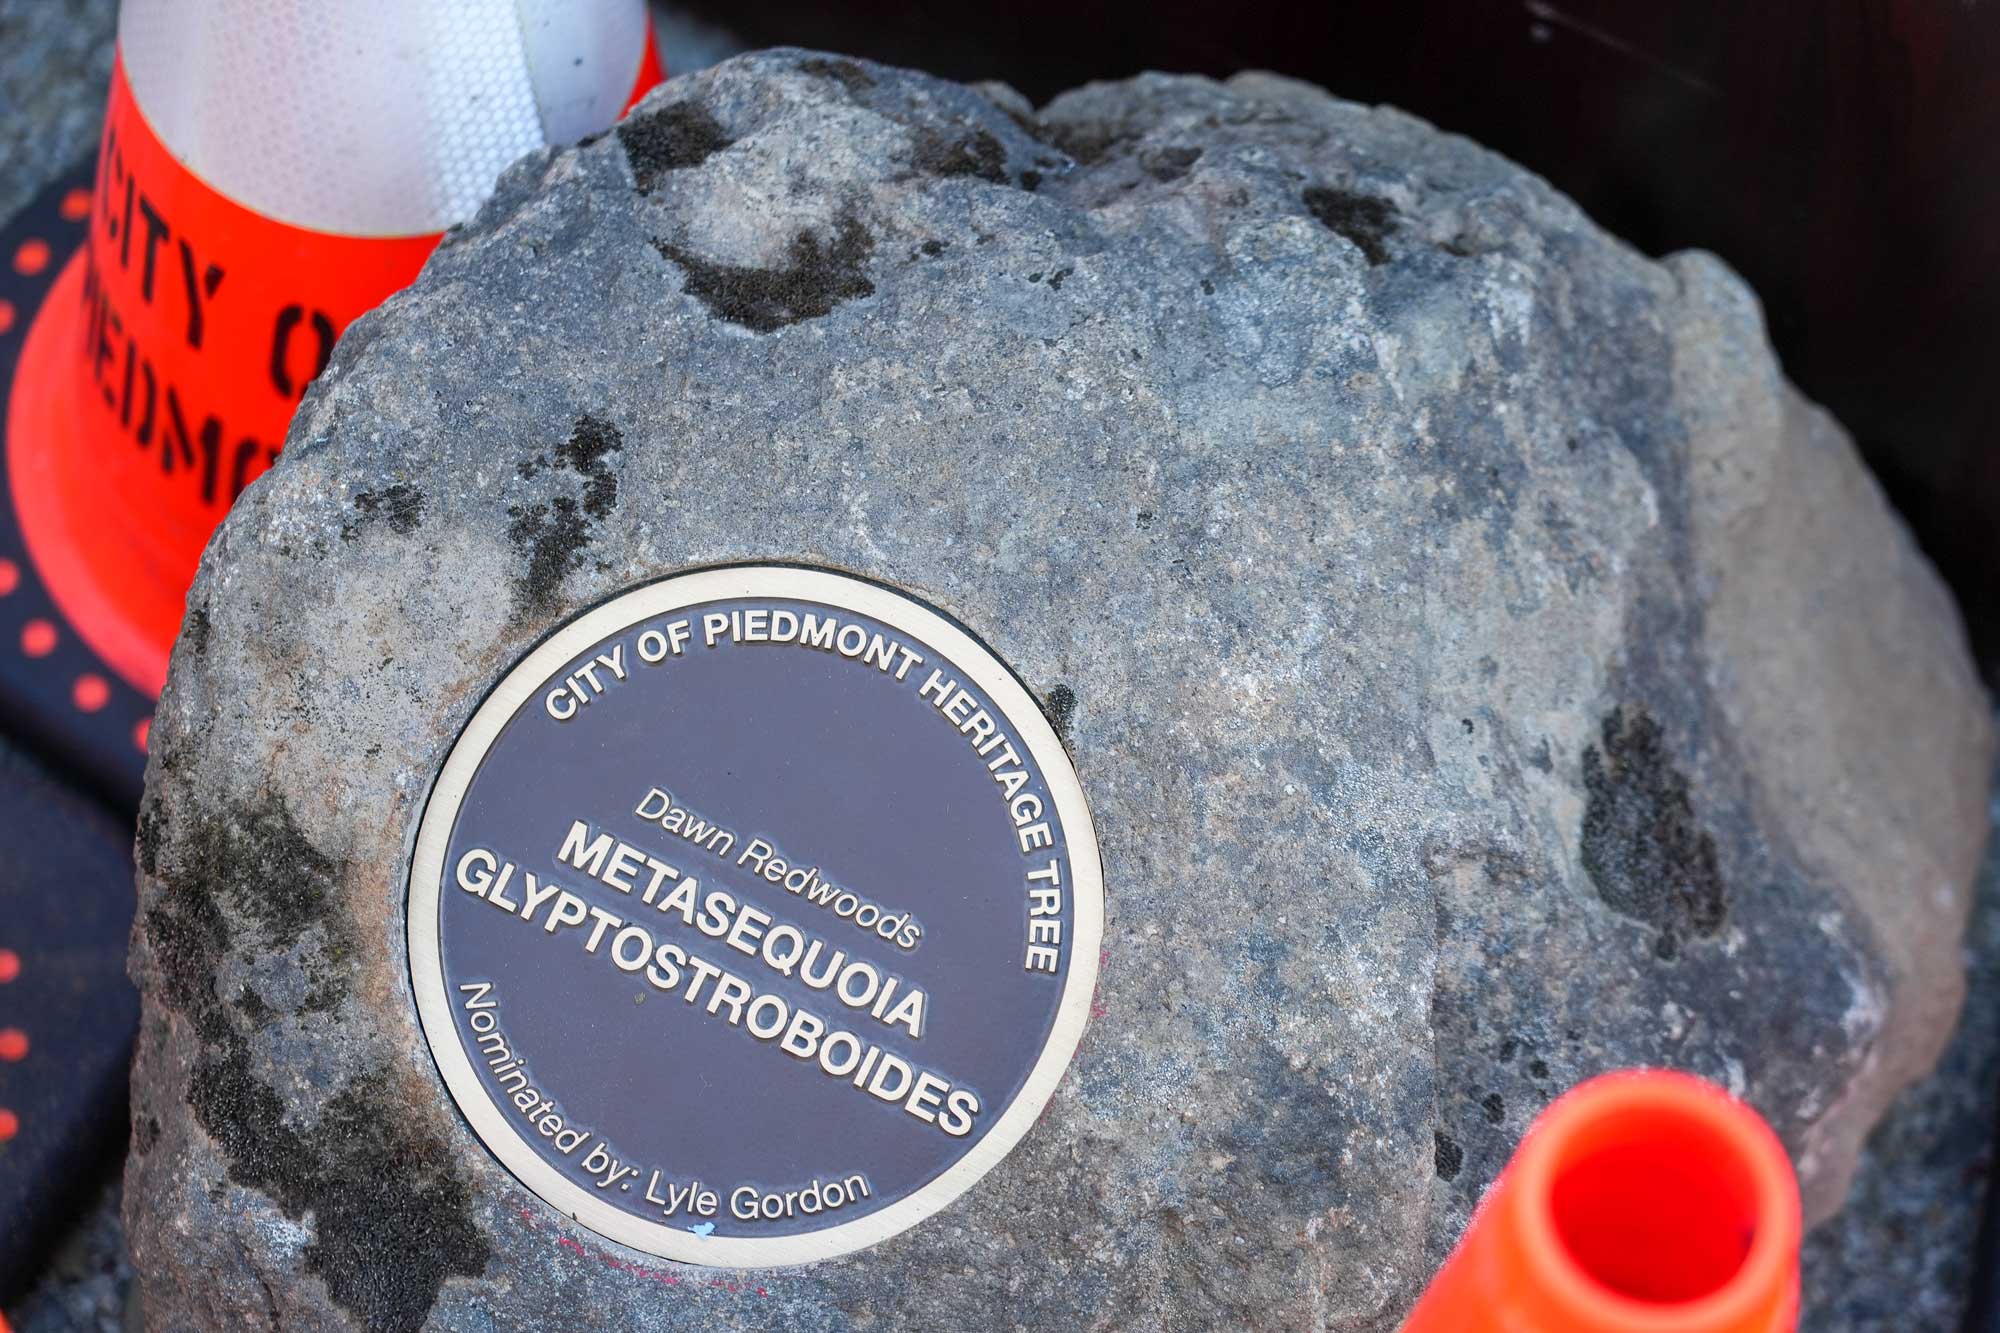 CITY O
PIEDMO
CITY OF PIEDMONT HERITAGE TREE
Dawn Redwoods
METASEQUOIA
GLYPTOSTROBOIDES
Nominated by: Lyle Gordon